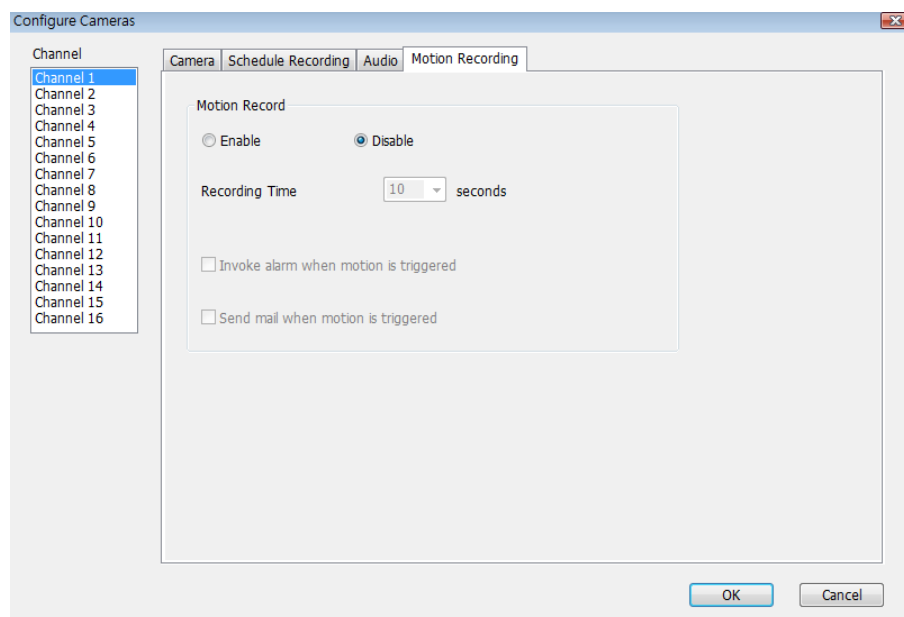 Configure Cameras
Channel
Channel 1
Channel 2
Channel 3
Channel 4
Channel 5
Channel 6
Channel 7
Channel 8
Channel 9
Channel 10
Channel 11
Channel 12
Channel 13
Channel 14
Channel 15
Channel 16
Camera Schedule Recording Audio Motion Recording
Motion Record
Enable Disable
Recording Time 10 seconds
Invoke alarm when motion is triggered
Send mail when motion is triggered
OK Cancel